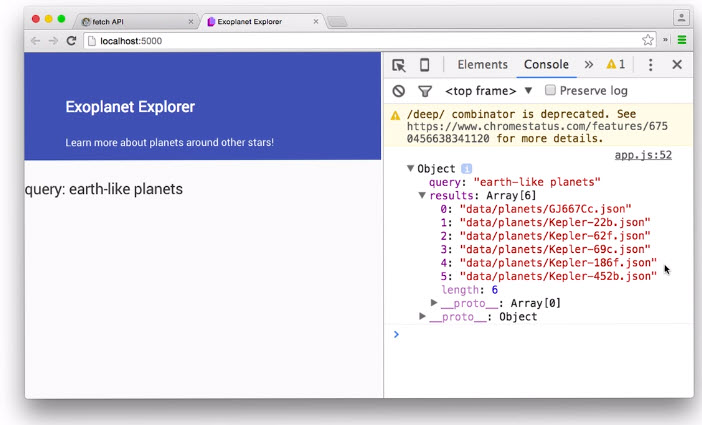 fetch API
Exoplanet Explorer
localhost:5000
Exoplanet Explorer
Learn more about planets around other stars!
query: earth-like planets
Elements Console » 1
<top frame> Preserve log
/deep/ combinator is deprecated. See
https://www.chromestatus.com/features/675
0456638341120 for more details.
app.js:52
Object
query: "earth-like planets"
results: Array[6]
0: "data/planets/GJ667Cc.json"
1: "data/planets/Kepler-22b.json"
2: "data/planets/Kepler-62f.json"
3: "data/planets/Kepler-69c.json"
4: "data/planets/Kepler-186f.json"
5: "data/planets/Kepler-452b.json"
length: 6
__proto__: Array[0]
__proto__: Object